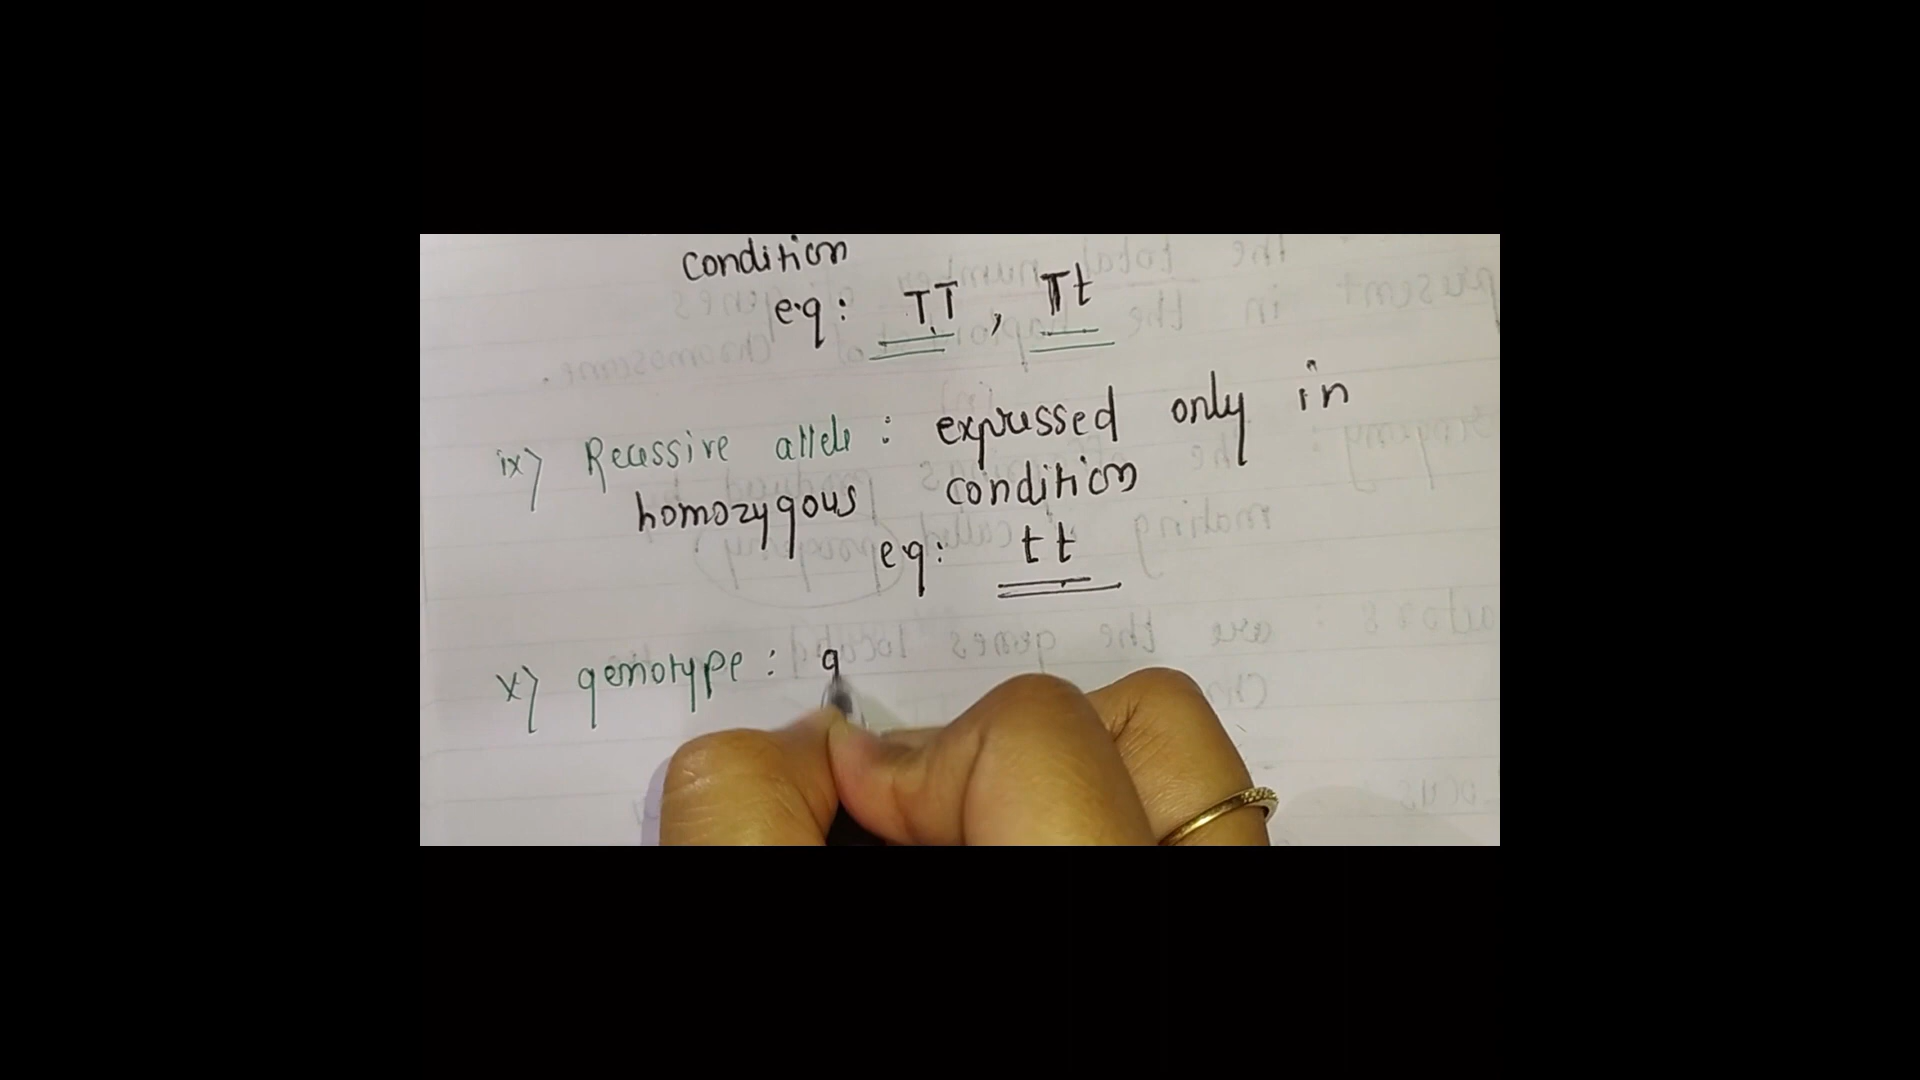 condition
eg: TT, Tt
ix) Recessive allele : expressed only in
homozygous condition
eg: tt
x) genotype : g